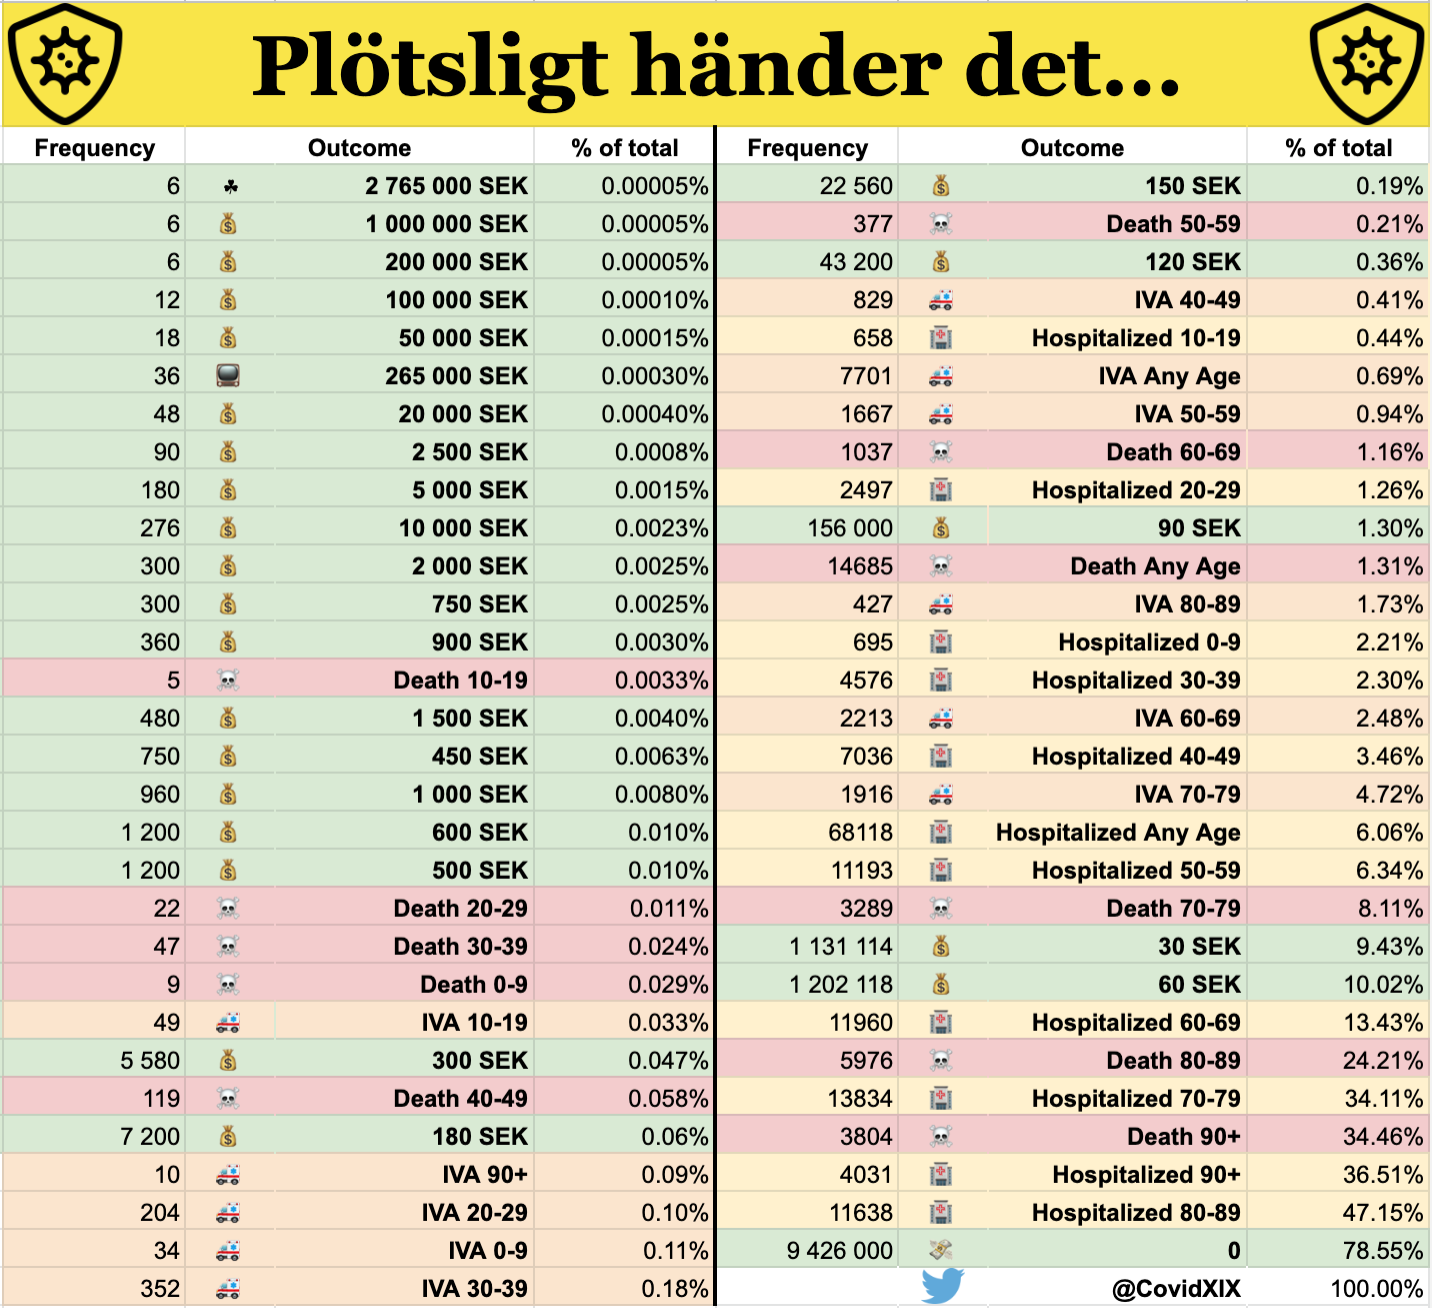 Plötsligt händer det...
Frequency Outcome % of total
6 2 765 000 SEK 0.00005%
6 1 000 000 SEK 0.00005%
6 200 000 SEK 0.00005%
12 100 000 SEK 0.00010%
18 50 000 SEK 0.00015%
36 265 000 SEK 0.00030%
48 20 000 SEK 0.00040%
90 2 500 SEK 0.0008%
180 5 000 SEK 0.0015%
276 10 000 SEK 0.0023%
300 2 000 SEK 0.0025%
300 750 SEK 0.0025%
360 900 SEK 0.0030%
5 Death 10-19 0.0033%
480 1 500 SEK 0.0040%
750 450 SEK 0.0063%
960 1 000 SEK 0.0080%
1 200 600 SEK 0.010%
1 200 500 SEK 0.010%
22 Death 20-29 0.011%
47 Death 30-39 0.024%
9 Death 0-9 0.029%
49 IVA 10-19 0.033%
5 580 300 SEK 0.047%
119 Death 40-49 0.058%
7 200 180 SEK 0.06%
10 IVA 90+ 0.09%
204 IVA 20-29 0.10%
34 IVA 0-9 0.11%
352 IVA 30-39 0.18%
Frequency Outcome % of total
22 560 150 SEK 0.19%
377 Death 50-59 0.21%
43 200 120 SEK 0.36%
829 IVA 40-49 0.41%
658 Hospitalized 10-19 0.44%
7701 IVA Any Age 0.69%
1667 IVA 50-59 0.94%
1037 Death 60-69 1.16%
2497 Hospitalized 20-29 1.26%
156 000 90 SEK 1.30%
14685 Death Any Age 1.31%
427 IVA 80-89 1.73%
695 Hospitalized 0-9 2.21%
4576 Hospitalized 30-39 2.30%
2213 IVA 60-69 2.48%
7036 Hospitalized 40-49 3.46%
1916 IVA 70-79 4.72%
68118 Hospitalized Any Age 6.06%
11193 Hospitalized 50-59 6.34%
3289 Death 70-79 8.11%
1 131 114 30 SEK 9.43%
1 202 118 60 SEK 10.02%
11960 Hospitalized 60-69 13.43%
5976 Death 80-89 24.21%
13834 Hospitalized 70-79 34.11%
3804 Death 90+ 34.46%
4031 Hospitalized 90+ 36.51%
11638 Hospitalized 80-89 47.15%
9 426 000 0 78.55%
@CovidXIX 100.00%